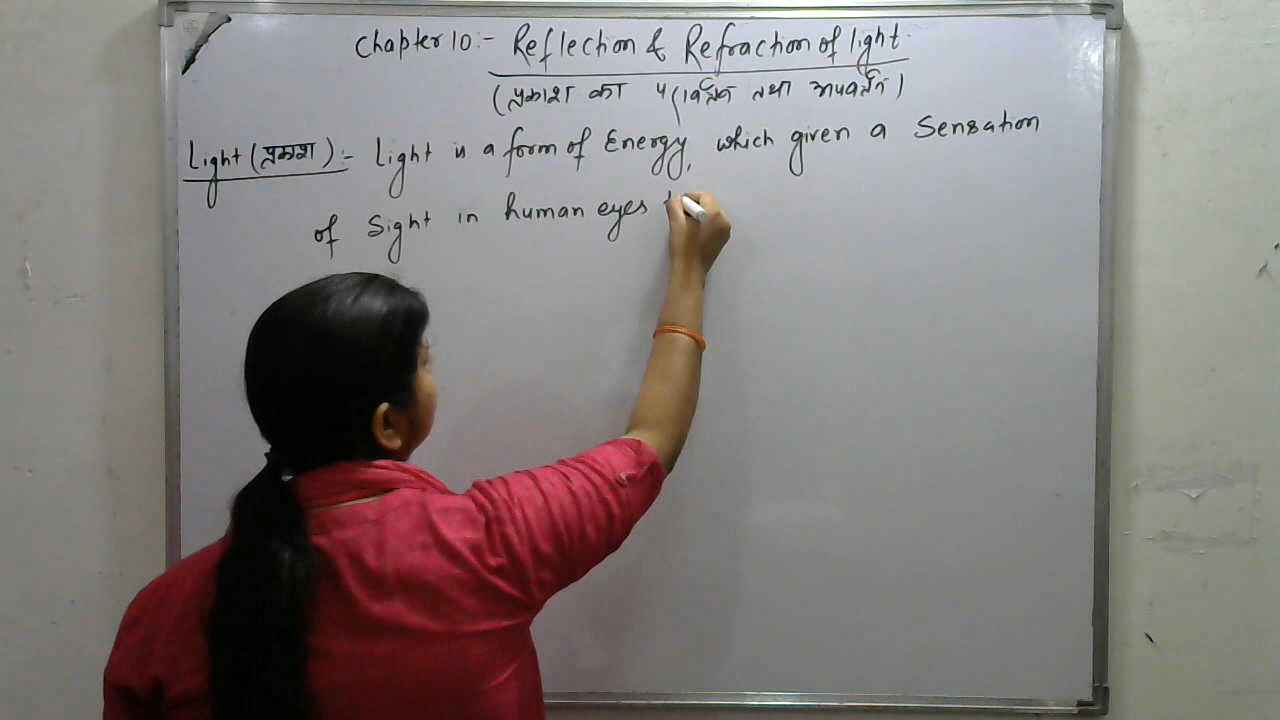 Chapter 10:- Reflection & Refraction of light.
(प्रकाश का परावर्तन तथा अपवर्तन)
Light (प्रकाश):- Light is a form of Energy, which given a Sensation
of Sight in human eyes